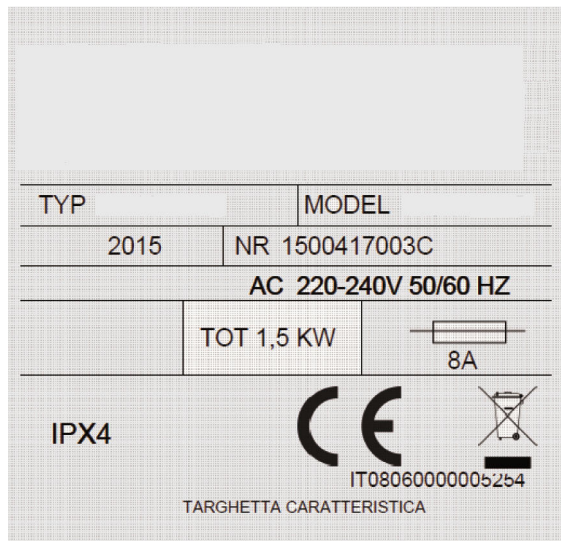 TYP MODEL
2015 NR 1500417003C
AC 220-240V 50/60 HZ
TOT 1,5 KW
8A
IPX4 CE
IT08060000005254
TARGHETTA CARATTERISTICA